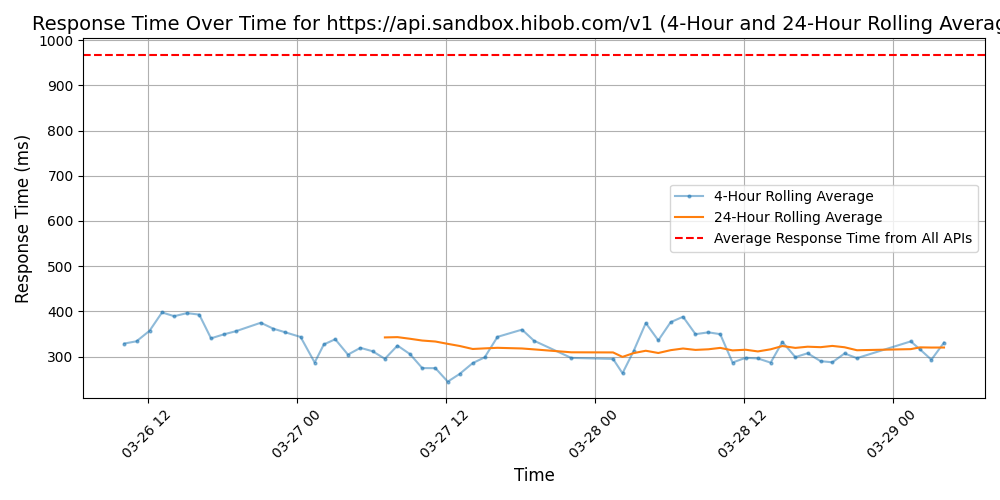 Response Time Over Time for https://api.sandbox.hibob.com/v1 (4-Hour and 24-Hour Rolling Averag
1000
900
800
700
600
500
400
300
Response Time (ms)
4-Hour Rolling Average
24-Hour Rolling Average
Average Response Time from All APIs
03-26 12
03-27 00
03-27 12
03-28 00
03-28 12
03-29 00
Time